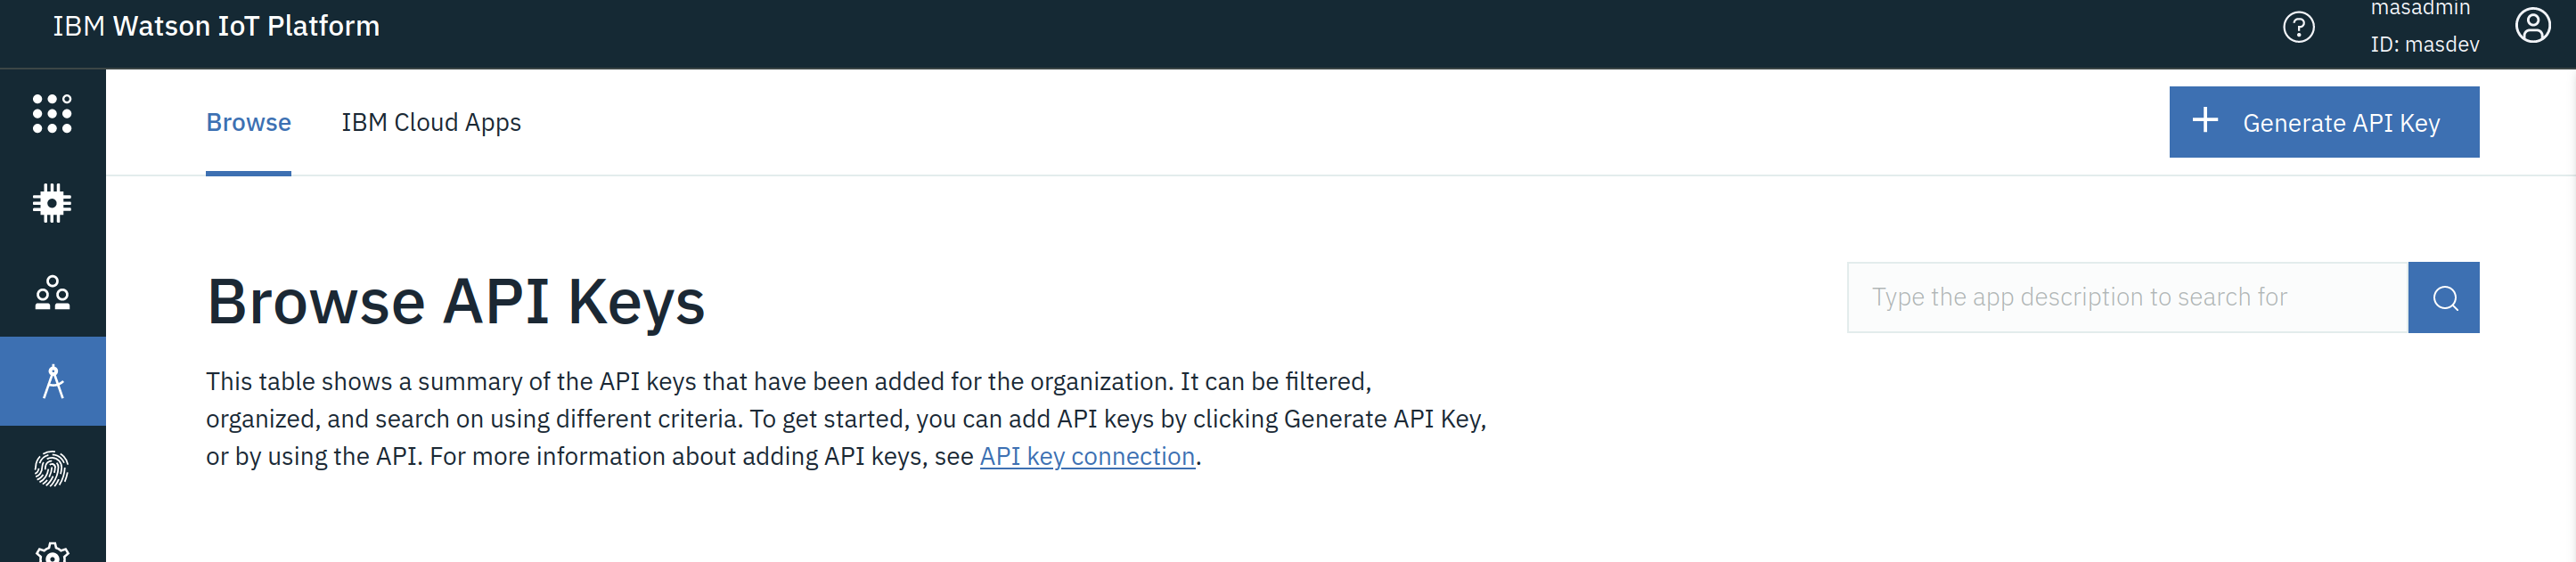 IBM Watson IoT Platform
masadmin
ID: masdev
Browse
IBM Cloud Apps
Generate API Key
Browse API Keys
Type the app description to search for
This table shows a summary of the API keys that have been added for the organization. It can be filtered,
organized, and search on using different criteria. To get started, you can add API keys by clicking Generate API Key,
or by using the API. For more information about adding API keys, see API key connection.